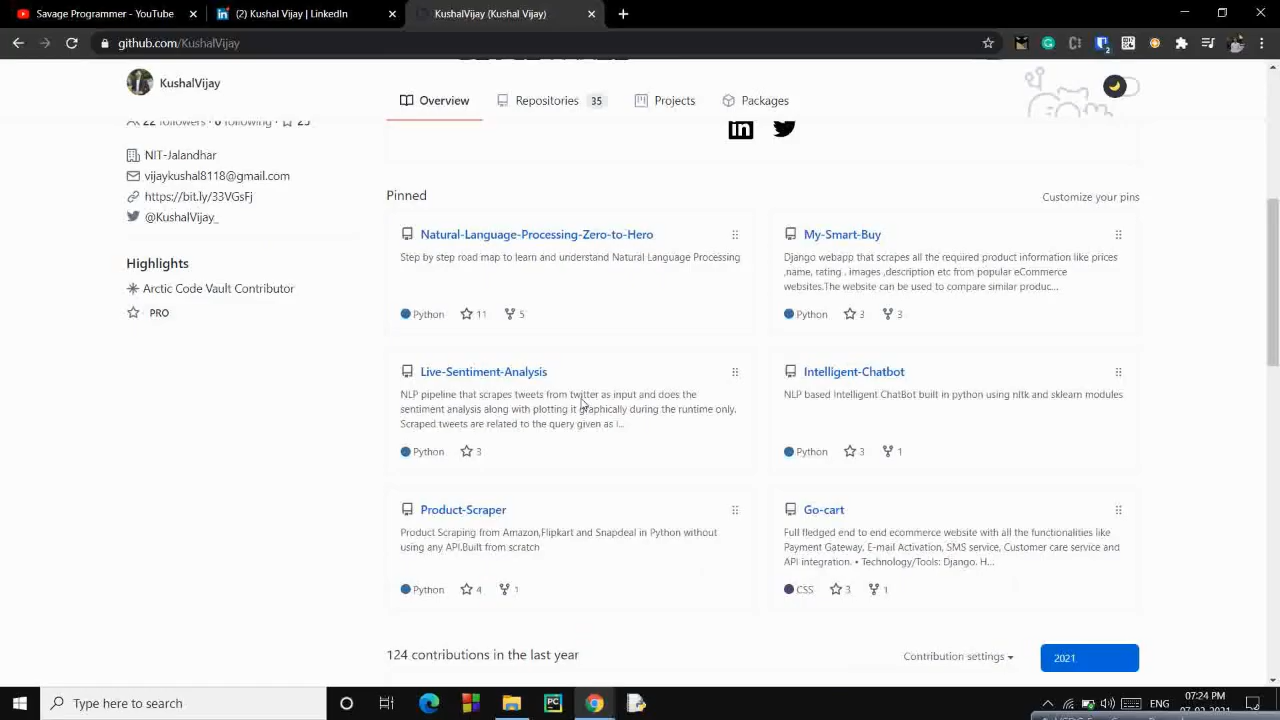 Savage Programmer - YouTube
(2) Kushal Vijay | LinkedIn
KushalVijay (Kushal Vijay)
github.com/KushalVijay
KushalVijay
Overview
Repositories 35
Projects
Packages
22 followers · 0 following · 25
NIT-Jalandhar
vijaykushal8118@gmail.com
https://bit.ly/33VGsFj
@KushalVijay_
Highlights
Arctic Code Vault Contributor
PRO
in
Pinned
Customize your pins
Natural-Language-Processing-Zero-to-Hero
Step by step road map to learn and understand Natural Language Processing
Python 11 5
My-Smart-Buy
Django webapp that scrapes all the required product information like prices
,name, rating . images ,description etc from popular eCommerce
websites.The website can be used to compare similar produc...
Python 3 3
Live-Sentiment-Analysis
NLP pipeline that scrapes tweets from twitter as input and does the
sentiment analysis along with plotting it graphically during the runtime only.
Scraped tweets are related to the query given as i...
Python 3
Intelligent-Chatbot
NLP based Intelligent ChatBot built in python using nltk and sklearn modules
Python 3 1
Product-Scraper
Product Scraping from Amazon,Flipkart and Snapdeal in Python without
using any API.Built from scratch
Python 4 1
Go-cart
Full fledged end to end ecommerce website with all the functionalities like
Payment Gateway, E-mail Activation, SMS service, Customer care service and
API integration. • Technology/Tools: Django. H...
CSS 3 1
124 contributions in the last year
Contribution settings
2021
Type here to search
PC
ENG
07:24 PM